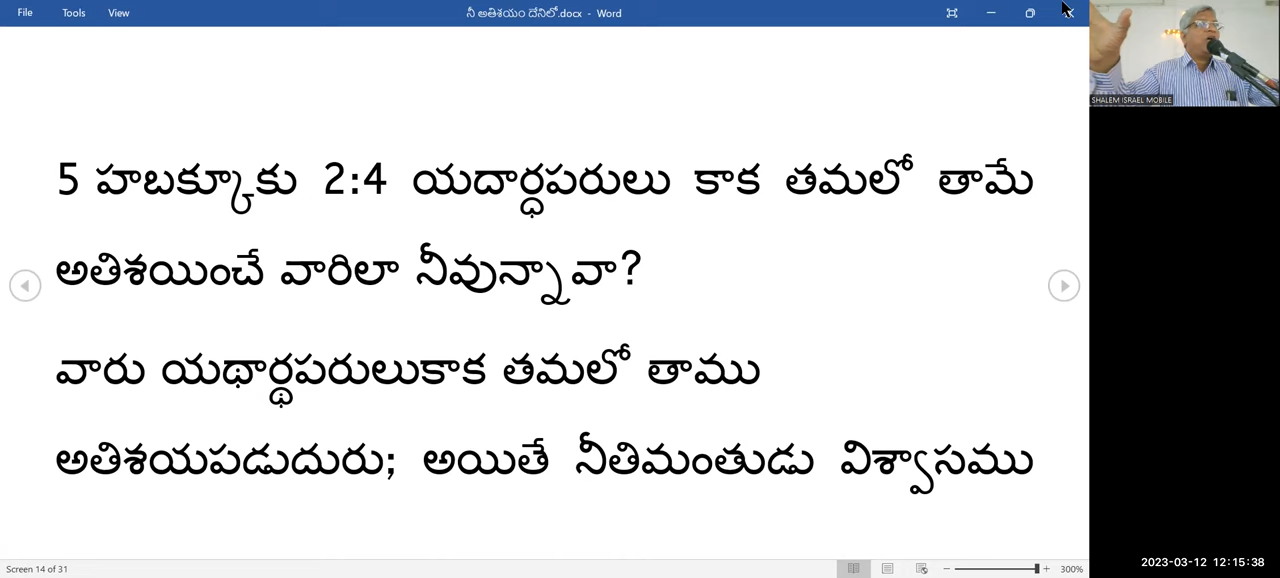 File Tools View నీ అతిశయం దేనిలో.docx - Word
SHALEM ISRAEL MOBILE
5 హబక్కూకు 2:4 యదార్ధపరులు కాక తమలో తామే
అతిశయించే వారిలా నీవున్నావా?
వారు యథార్థపరులుకాక తమలో తాము
అతిశయపడుదురు; అయితే నీతిమంతుడు విశ్వాసము
Screen 14 of 31 300%
2023-03-12 12:15:38